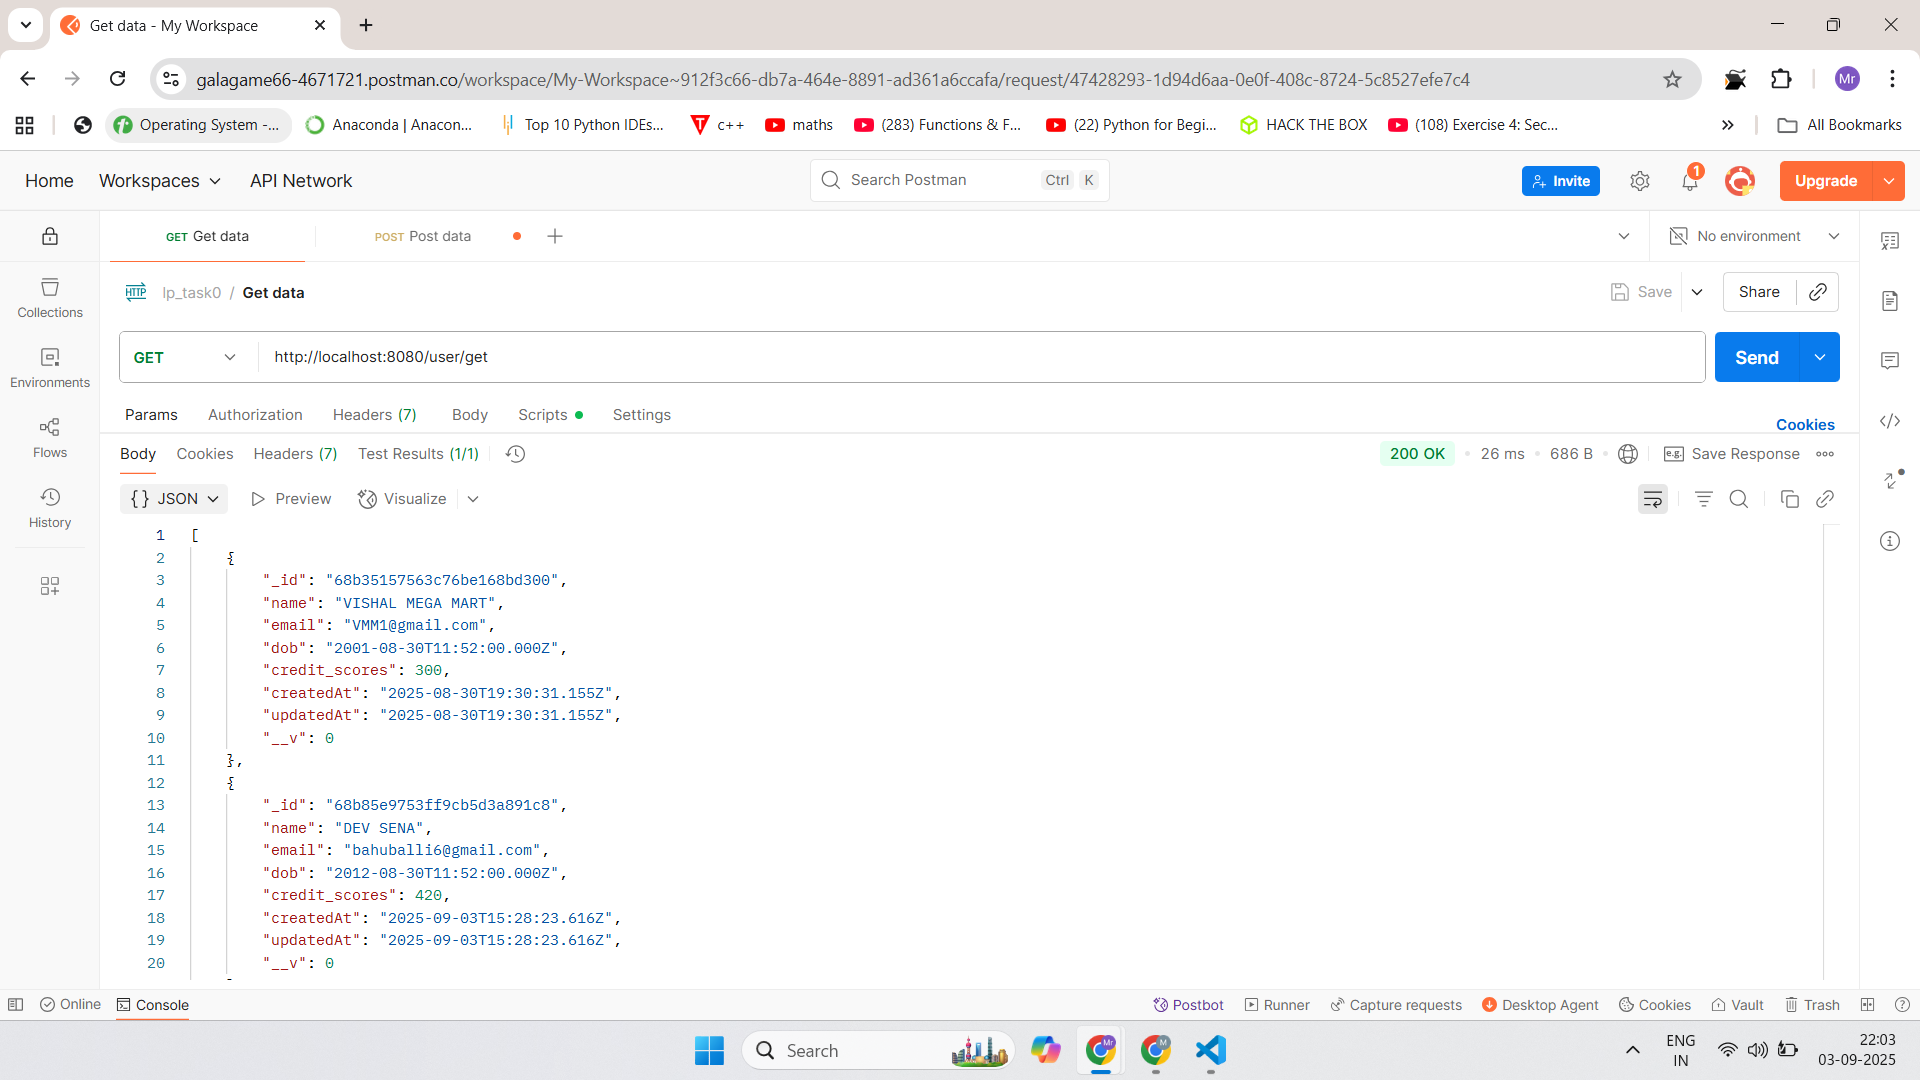 Get data - My Workspace
galagame66-4671721.postman.co/workspace/My-Workspace~912f3c66-db7a-464e-8891-ad361a6ccafa/request/47428293-1d94d6aa-0e0f-408c-8724-5c8527efe7c4
Mr
Operating System -... Anaconda | Anacon... Top 10 Python IDEs... c++ maths (283) Functions & F... (22) Python for Begi... HACK THE BOX (108) Exercise 4: Sec... » All Bookmarks
Home Workspaces API Network Search Postman Ctrl K Invite 1 Upgrade
GET Get data POST Post data No environment
HTTP lp_task0 / Get data Save Share
Collections
GET http://localhost:8080/user/get Send
Environments
Params Authorization Headers (7) Body Scripts Settings Cookies
Flows
Body Cookies Headers (7) Test Results (1/1) 200 OK 26 ms 686 B e.g. Save Response
{} JSON Preview Visualize
History
1 [
2 {
3 "_id": "68b35157563c76be168bd300",
4 "name": "VISHAL MEGA MART",
5 "email": "VMM1@gmail.com",
6 "dob": "2001-08-30T11:52:00.000Z",
7 "credit_scores": 300,
8 "createdAt": "2025-08-30T19:30:31.155Z",
9 "updatedAt": "2025-08-30T19:30:31.155Z",
10 "__v": 0
11 },
12 {
13 "_id": "68b85e9753ff9cb5d3a891c8",
14 "name": "DEV SENA",
15 "email": "bahuballi6@gmail.com",
16 "dob": "2012-08-30T11:52:00.000Z",
17 "credit_scores": 420,
18 "createdAt": "2025-09-03T15:28:23.616Z",
19 "updatedAt": "2025-09-03T15:28:23.616Z",
20 "__v": 0
Online Console Postbot Runner Capture requests Desktop Agent Cookies Vault Trash
Search Mr M ENG 22:03
IN 03-09-2025